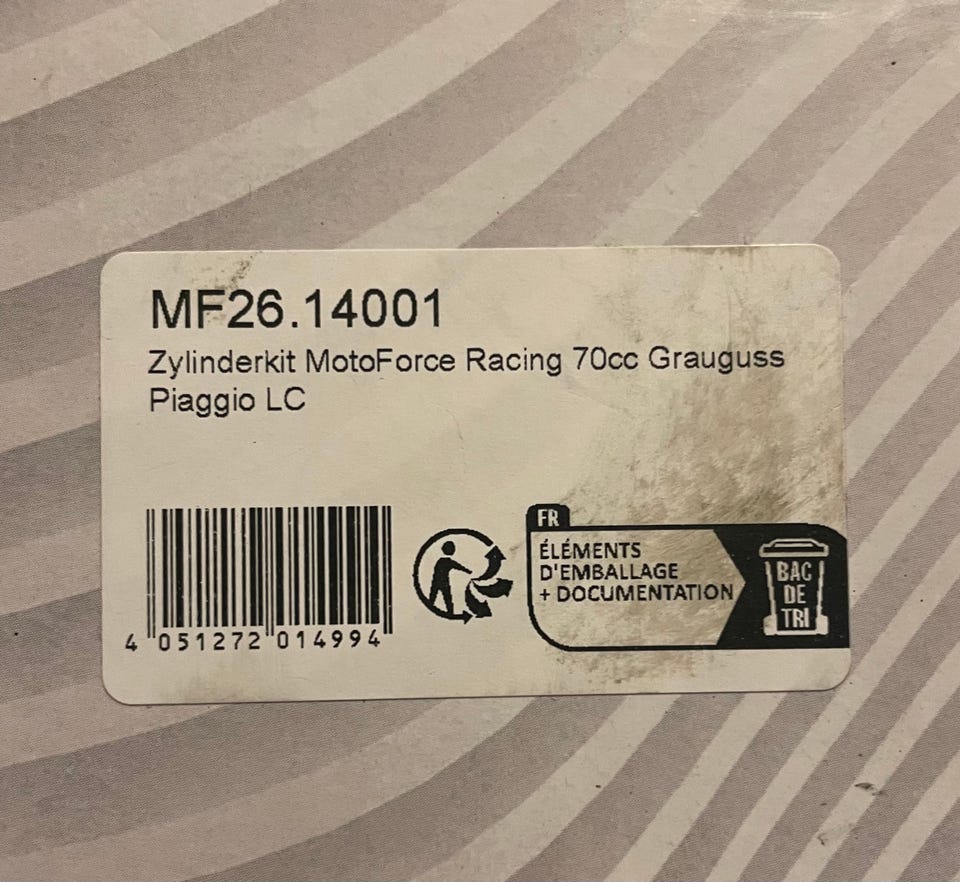 MF26.14001
Zylinderkit MotoForce Racing 70cc Grauguss
Piaggio LC
4 051272 014994
FR
ÉLÉMENTS
D'EMBALLAGE
+ DOCUMENTATION
BAC
DE
TRI